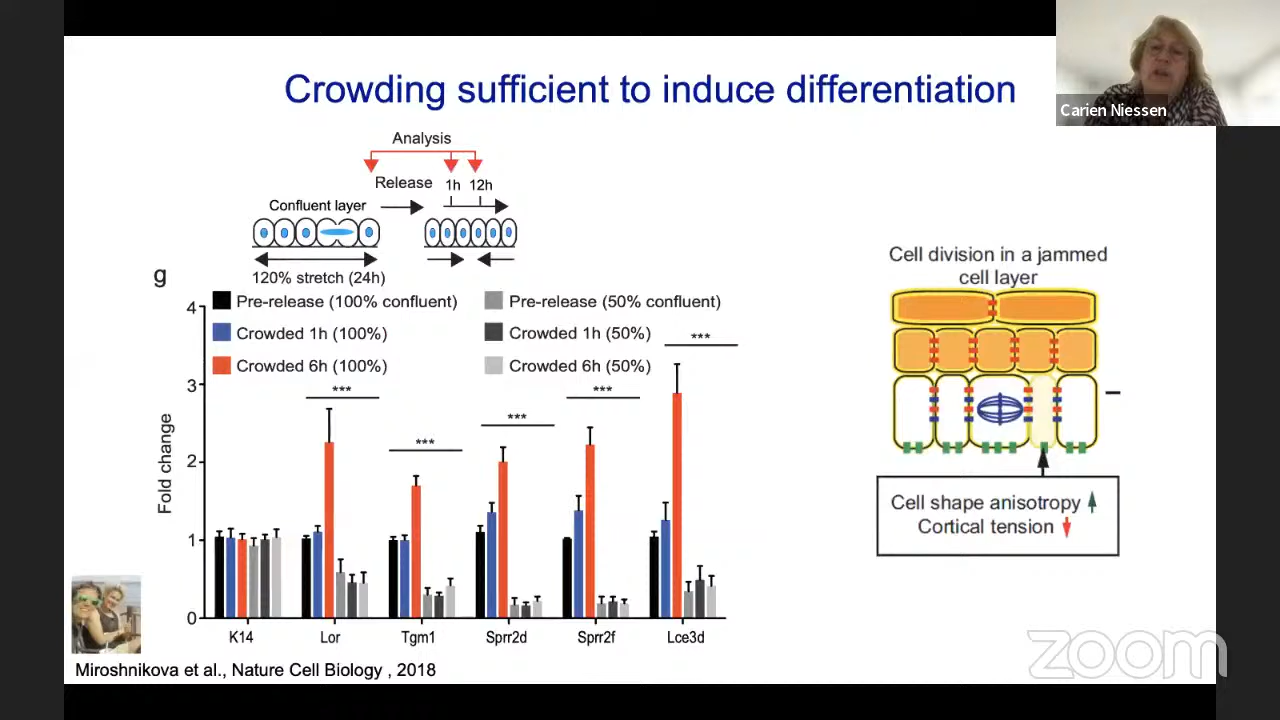 Carien Niessen
Crowding sufficient to induce differentiation
Analysis
Release 1h 12h
Confluent layer
120% stretch (24h)
g
Pre-release (100% confluent)
Crowded 1h (100%)
Crowded 6h (100%)
Pre-release (50% confluent)
Crowded 1h (50%)
Crowded 6h (50%)
Fold change
4
3
2
1
0
***
***
***
***
***
K14 Lor Tgm1 Sprr2d Sprr2f Lce3d
Cell division in a jammed
cell layer
Cell shape anisotropy
Cortical tension
Miroshnikova et al., Nature Cell Biology , 2018
zoom